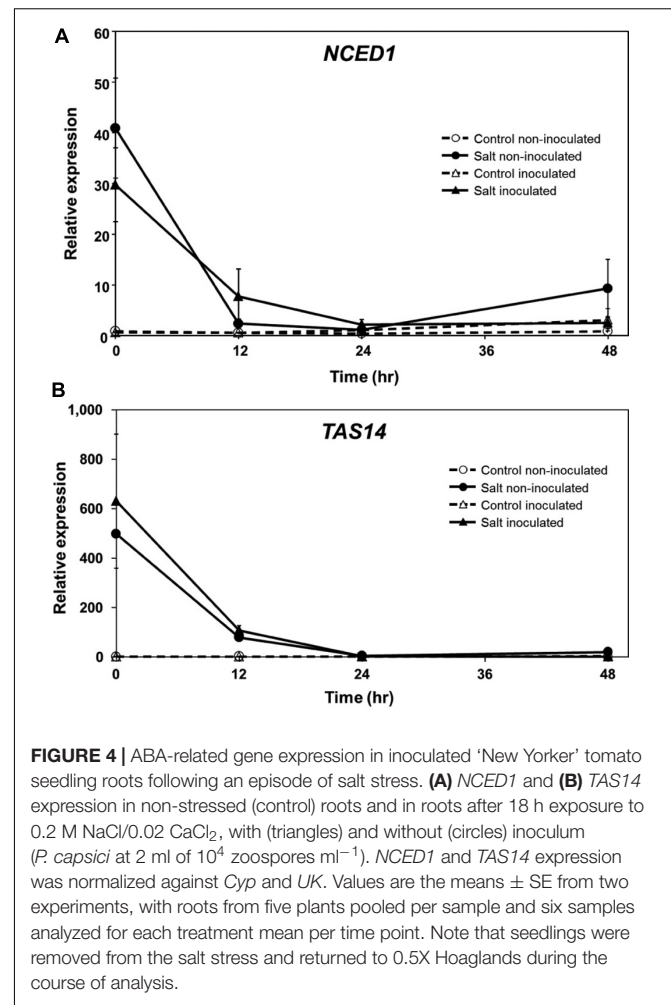 A
NCED1
60
50
40
30
20
10
0
Relative expression
Control non-inoculated
Salt non-inoculated
Control inoculated
Salt inoculated
0 12 24 36 48
Time (hr)
B
TAS14
1,000
800
600
400
200
0
Relative expression
Control non-inoculated
Salt non-inoculated
Control inoculated
Salt inoculated
0 12 24 36 48
Time (hr)
FIGURE 4 | ABA-related gene expression in inoculated ‘New Yorker’ tomato
seedling roots following an episode of salt stress. (A) NCED1 and (B) TAS14
expression in non-stressed (control) roots and in roots after 18 h exposure to
0.2 M NaCl/0.02 CaCl₂, with (triangles) and without (circles) inoculum
(P. capsici at 2 ml of 10⁴ zoospores ml⁻¹). NCED1 and TAS14 expression
was normalized against Cyp and UK. Values are the means ± SE from two
experiments, with roots from five plants pooled per sample and six samples
analyzed for each treatment mean per time point. Note that seedlings were
removed from the salt stress and returned to 0.5X Hoaglands during the
course of analysis.